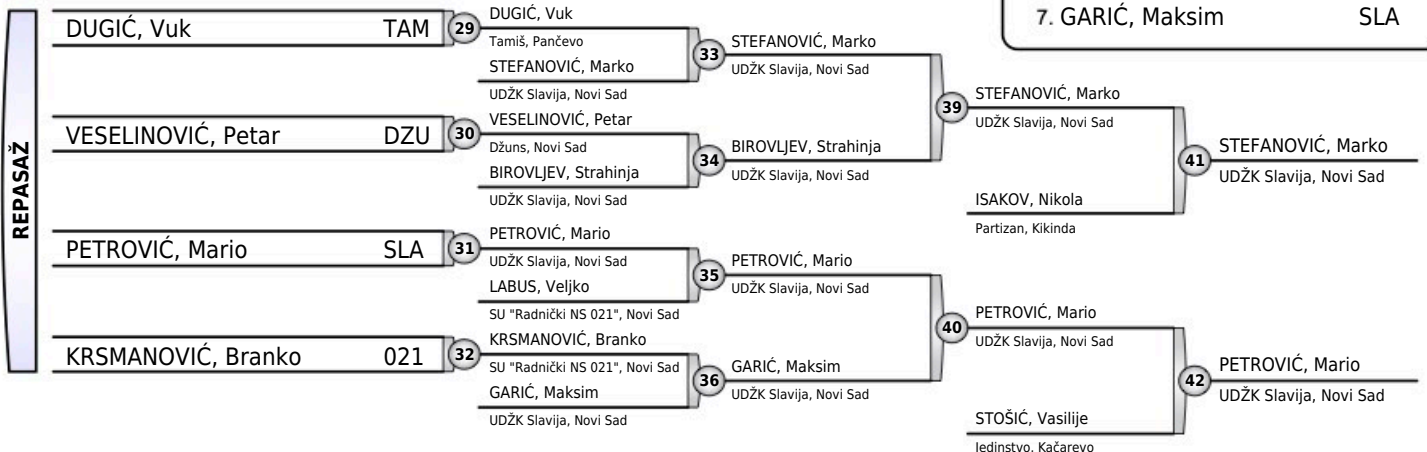 7. GARIĆ, Maksim SLA
REPASAŽ
DUGIĆ, Vuk TAM
VESELINOVIĆ, Petar DZU
PETROVIĆ, Mario SLA
KRSMANOVIĆ, Branko 021
29
30
31
32
DUGIĆ, Vuk
Tamiš, Pančevo
STEFANOVIĆ, Marko
UDŽK Slavija, Novi Sad
VESELINOVIĆ, Petar
Džuns, Novi Sad
BIROVLJEV, Strahinja
UDŽK Slavija, Novi Sad
PETROVIĆ, Mario
UDŽK Slavija, Novi Sad
LABUS, Veljko
SU "Radnički NS 021", Novi Sad
KRSMANOVIĆ, Branko
SU "Radnički NS 021", Novi Sad
GARIĆ, Maksim
UDŽK Slavija, Novi Sad
33
34
35
36
STEFANOVIĆ, Marko
UDŽK Slavija, Novi Sad
BIROVLJEV, Strahinja
UDŽK Slavija, Novi Sad
PETROVIĆ, Mario
UDŽK Slavija, Novi Sad
GARIĆ, Maksim
UDŽK Slavija, Novi Sad
39
40
STEFANOVIĆ, Marko
UDŽK Slavija, Novi Sad
ISAKOV, Nikola
Partizan, Kikinda
PETROVIĆ, Mario
UDŽK Slavija, Novi Sad
STOŠIĆ, Vasilije
Jedinstvo, Kačarevo
41
42
STEFANOVIĆ, Marko
UDŽK Slavija, Novi Sad
PETROVIĆ, Mario
UDŽK Slavija, Novi Sad